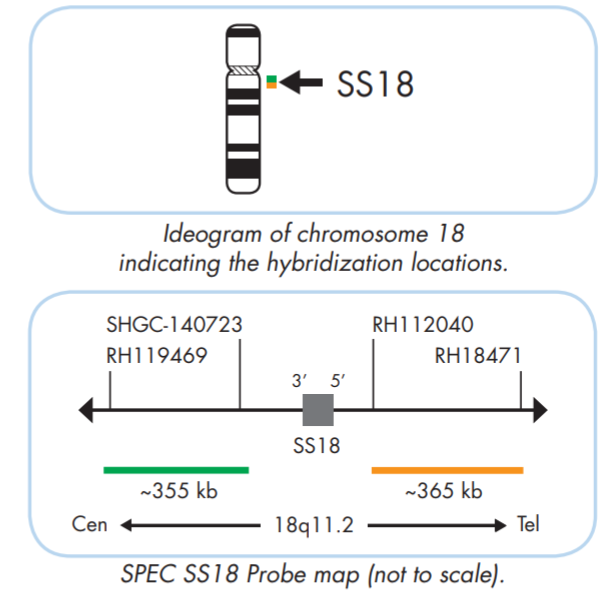 SS18
Ideogram of chromosome 18
indicating the hybridization locations.
SHGC-140723
RH119469
RH112040
RH18471
3’ 5’
SS18
~355 kb
~365 kb
Cen 18q11.2 Tel
SPEC SS18 Probe map (not to scale).